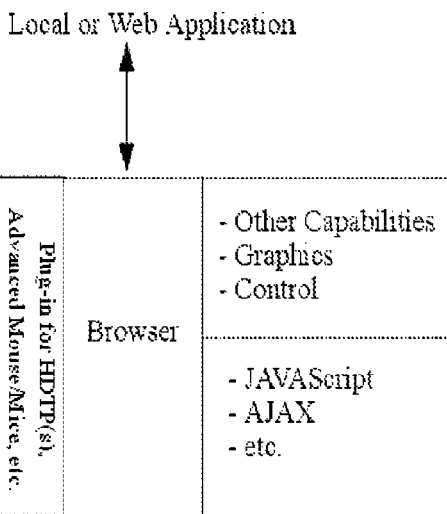 Local or Web Application
Plug-in for HDTP(s),
Advanced Mouse/Mice, etc.
Browser
- Other Capabilities
- Graphics
- Control
- JAVAScript
- AJAX
- etc.